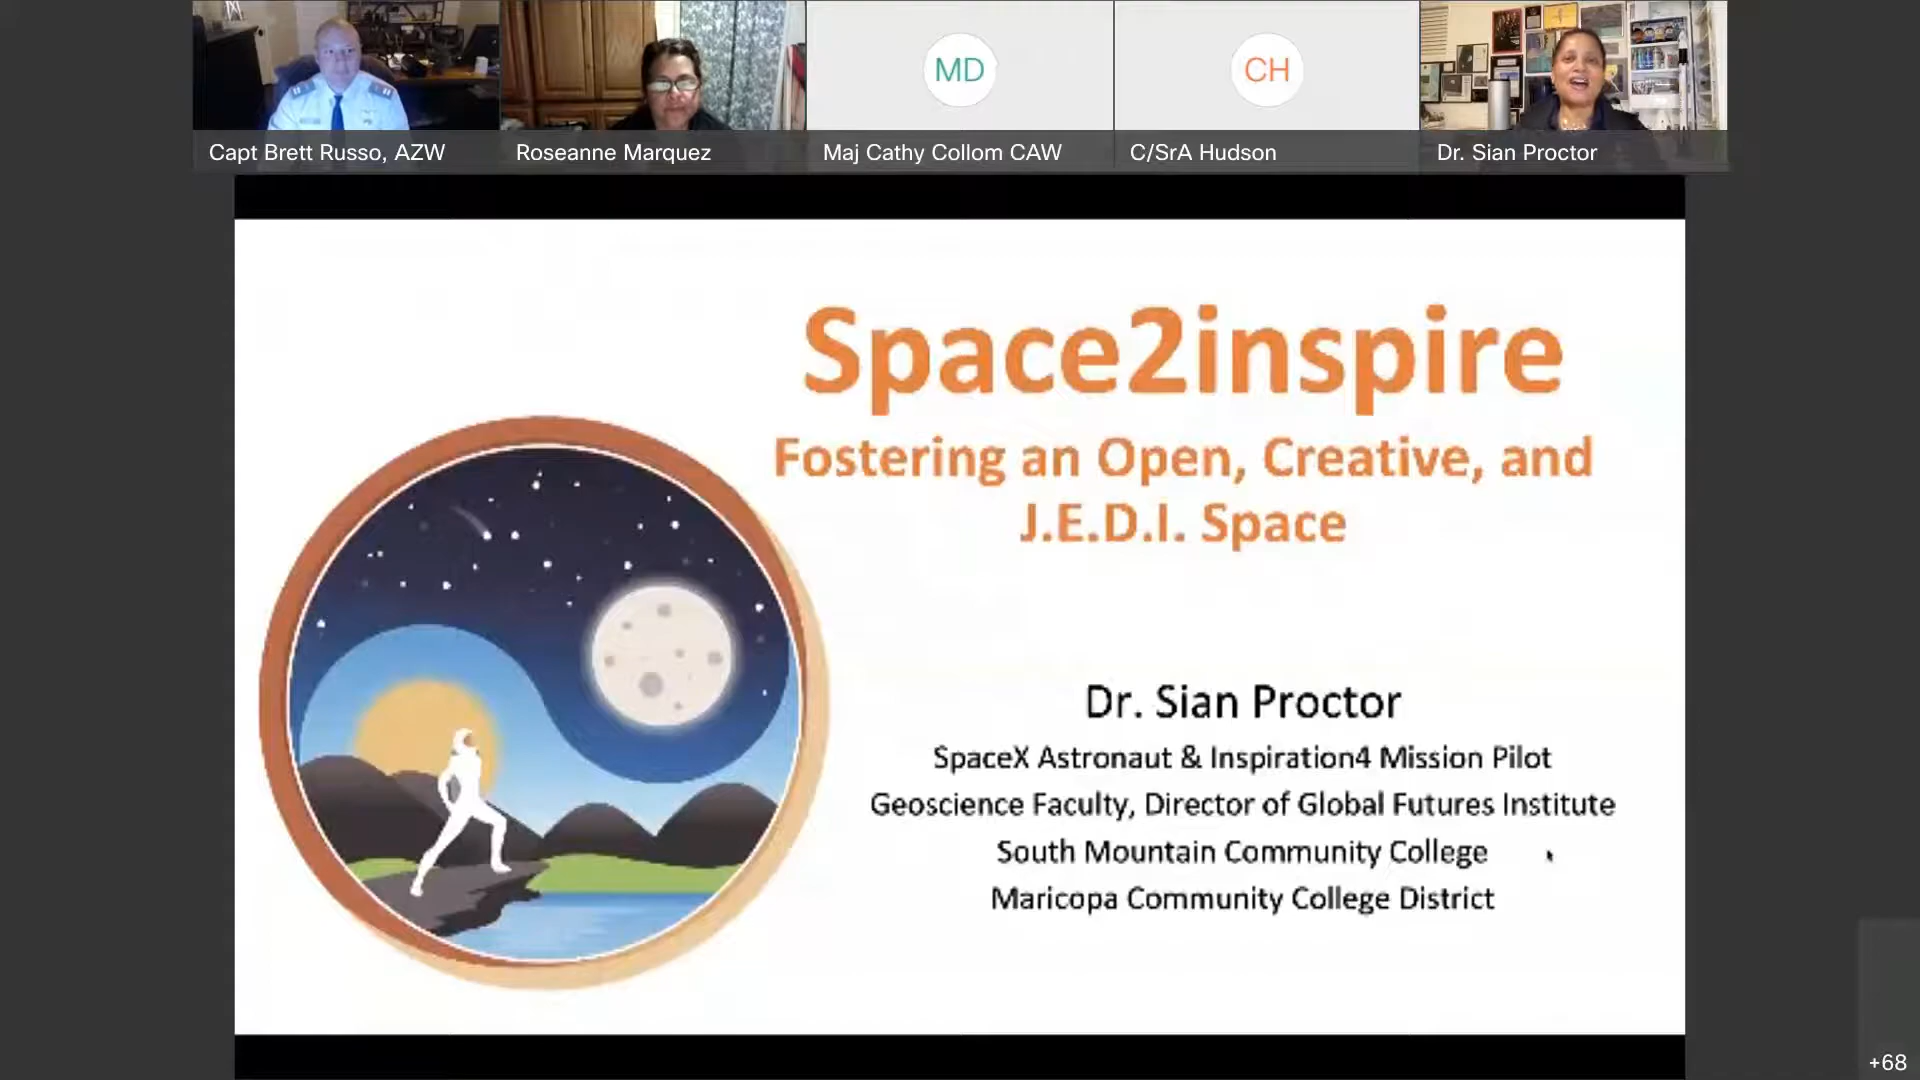 Capt Brett Russo, AZW
Roseanne Marquez
MD
Maj Cathy Collom CAW
CH
C/SrA Hudson
Dr. Sian Proctor
Space2inspire
Fostering an Open, Creative, and
J.E.D.I. Space
Dr. Sian Proctor
SpaceX Astronaut & Inspiration4 Mission Pilot
Geoscience Faculty, Director of Global Futures Institute
South Mountain Community College
Maricopa Community College District
+68